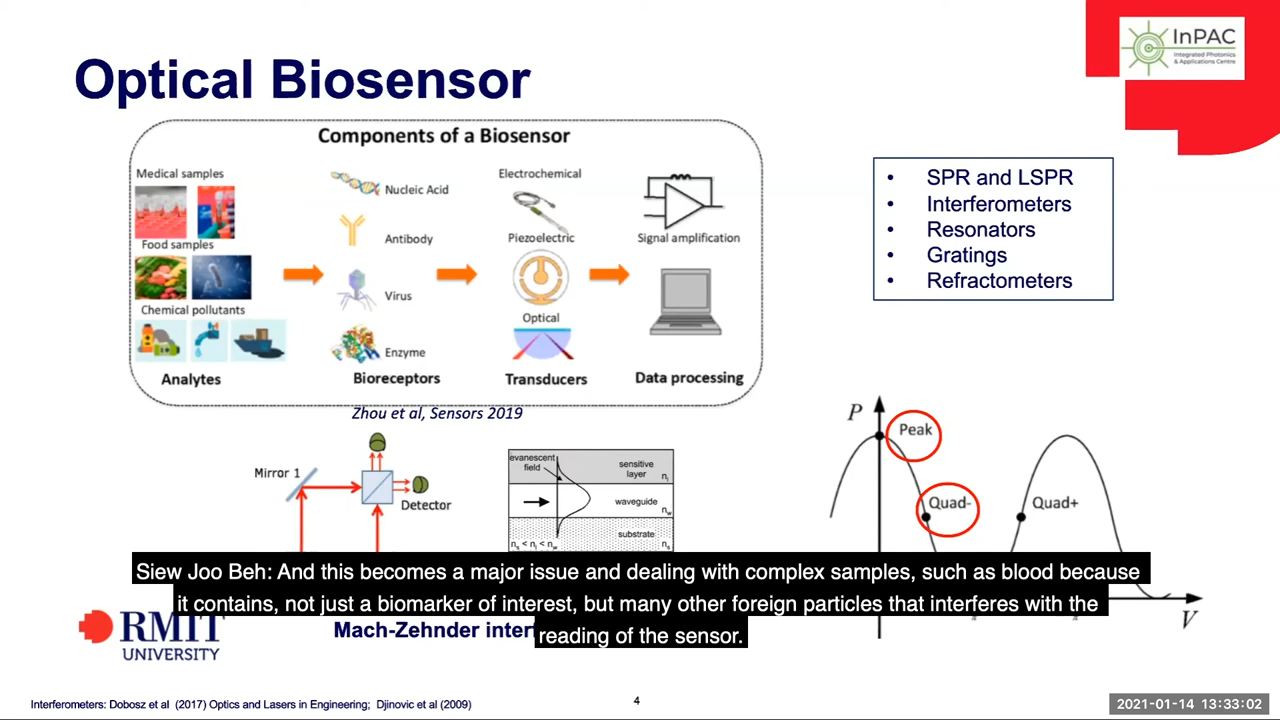 InPAC
Integrated Photonics
& Applications Centre
Optical Biosensor
Components of a Biosensor
Medical samples
Food samples
Chemical pollutants
Analytes
Nucleic Acid
Antibody
Virus
Enzyme
Bioreceptors
Electrochemical
Piezoelectric
Optical
Transducers
Signal amplification
Data processing
Zhou et al, Sensors 2019
• SPR and LSPR
• Interferometers
• Resonators
• Gratings
• Refractometers
Mirror 1
Detector
evanescent
field
sensitive
layer
waveguide
substrate
P
Peak
Quad-
Quad+
V
Siew Joo Beh: And this becomes a major issue and dealing with complex samples, such as blood because
it contains, not just a biomarker of interest, but many other foreign particles that interferes with the
reading of the sensor.
RMIT
UNIVERSITY
Mach-Zehnder inter
Interferometers: Dobosz et al (2017) Optics and Lasers in Engineering; Djinovic et al (2009)
4
2021-01-14 13:33:02